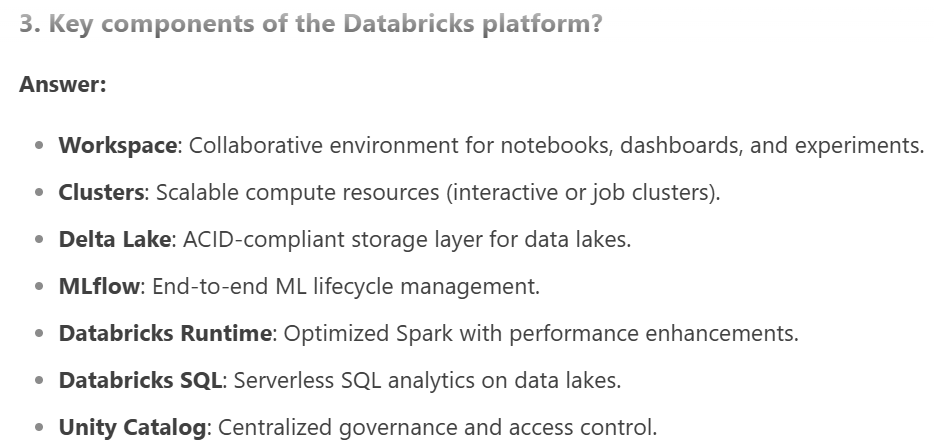 3. Key components of the Databricks platform?
Answer:
• Workspace: Collaborative environment for notebooks, dashboards, and experiments.
• Clusters: Scalable compute resources (interactive or job clusters).
• Delta Lake: ACID-compliant storage layer for data lakes.
• MLflow: End-to-end ML lifecycle management.
• Databricks Runtime: Optimized Spark with performance enhancements.
• Databricks SQL: Serverless SQL analytics on data lakes.
• Unity Catalog: Centralized governance and access control.